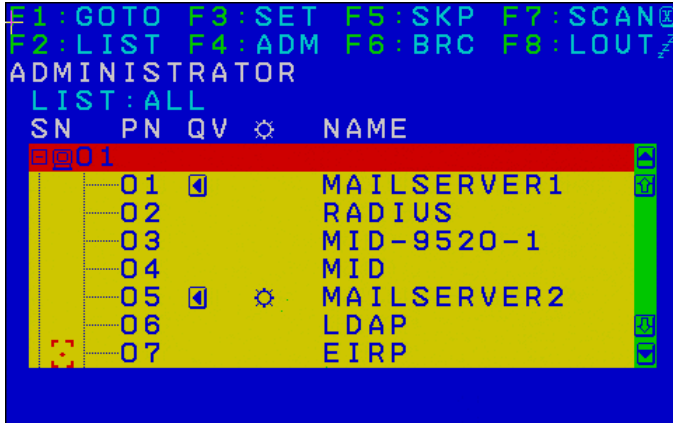 F1:GOTO F3:SET F5:SKP F7:SCAN
F2:LIST F4:ADM F6:BRC F8:LOUT
ADMINISTRATOR
LIST:ALL
SN PN QV NAME
01
01 MAILSERVER1
02 RADIUS
03 MID-9520-1
04 MID
05 MAILSERVER2
06 LDAP
07 EIRP